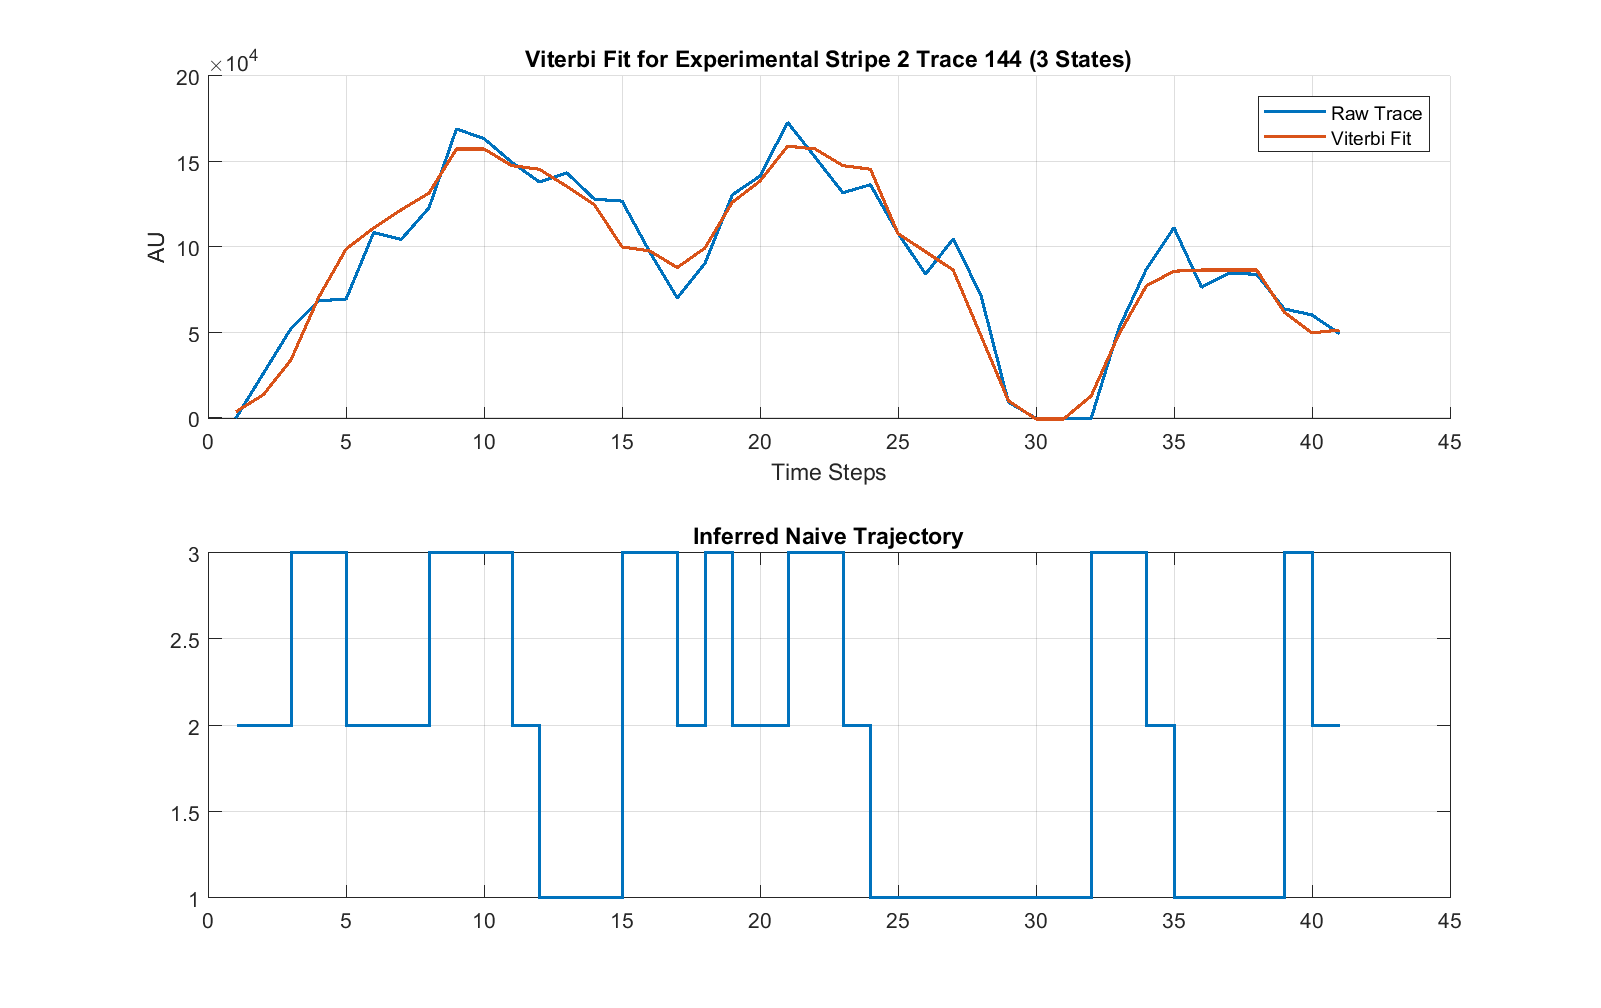 Viterbi Fit for Experimental Stripe 2 Trace 144 (3 States)
×10^4
20
15
10
5
0
AU
Raw Trace
Viterbi Fit
0 5 10 15 20 25 30 35 40 45
Time Steps
Inferred Naive Trajectory
3
2.5
2
1.5
1
0 5 10 15 20 25 30 35 40 45